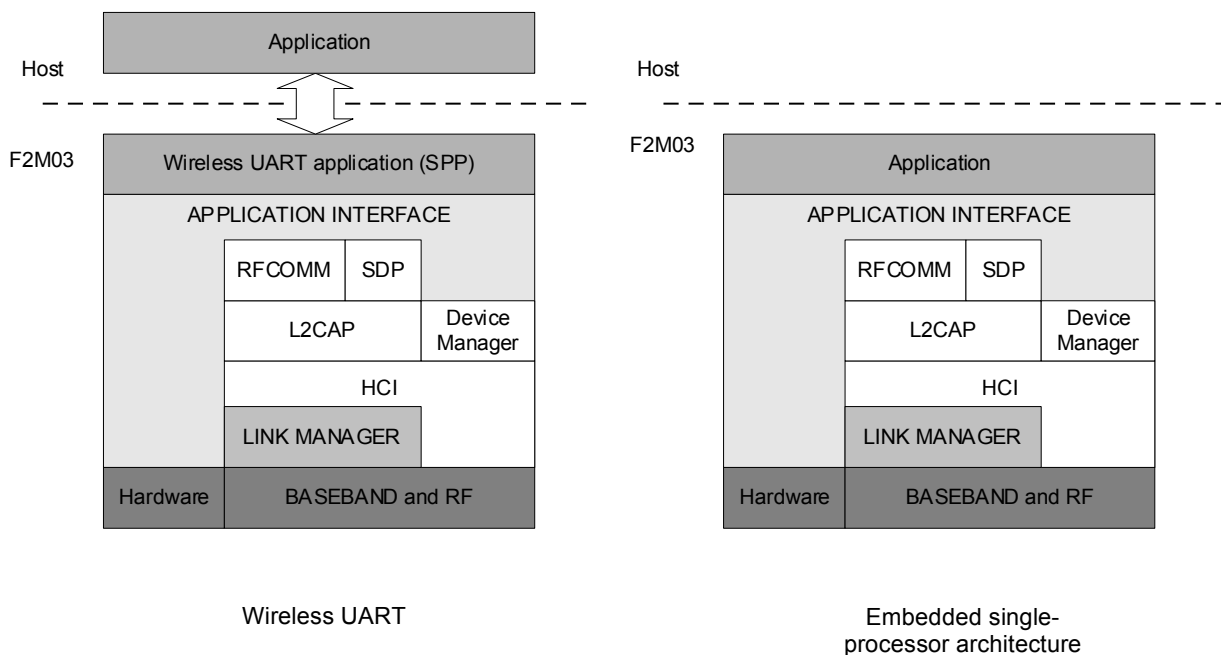 Application
Host
F2M03
Wireless UART application (SPP)
APPLICATION INTERFACE
RFCOMM
SDP
L2CAP
Device
Manager
HCI
LINK MANAGER
Hardware
BASEBAND and RF
Wireless UART
Host
F2M03
Application
APPLICATION INTERFACE
RFCOMM
SDP
L2CAP
Device
Manager
HCI
LINK MANAGER
Hardware
BASEBAND and RF
Embedded single-
processor architecture